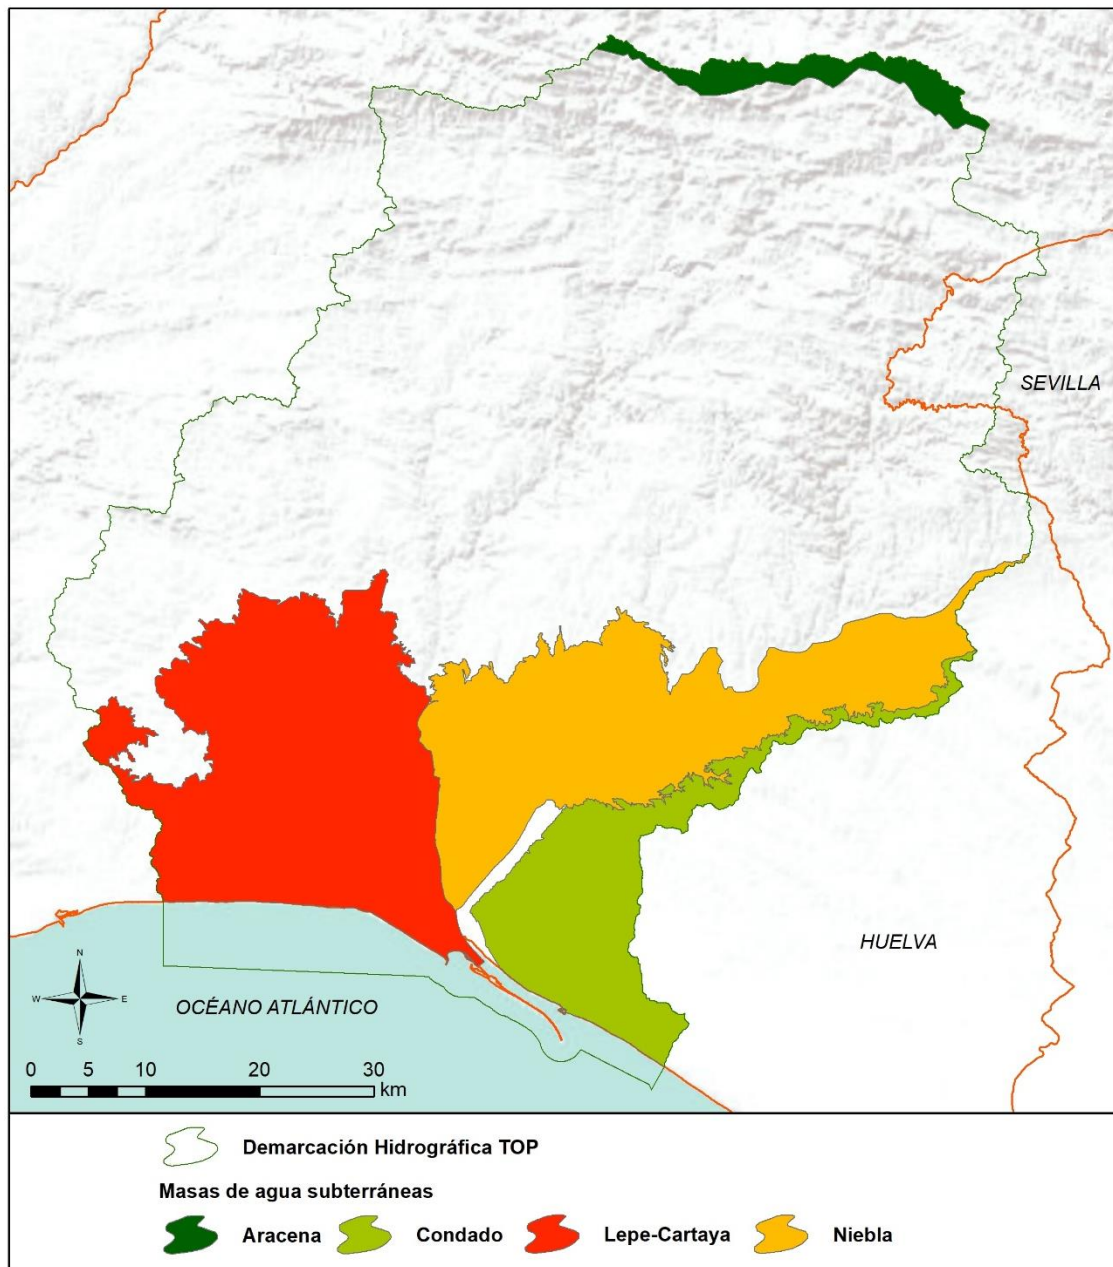 SEVILLA
HUELVA
N
W E
S
OCÉANO ATLÁNTICO
0 5 10 20 30
km
Demarcación Hidrográfica TOP
Masas de agua subterráneas
Aracena Condado Lepe-Cartaya Niebla